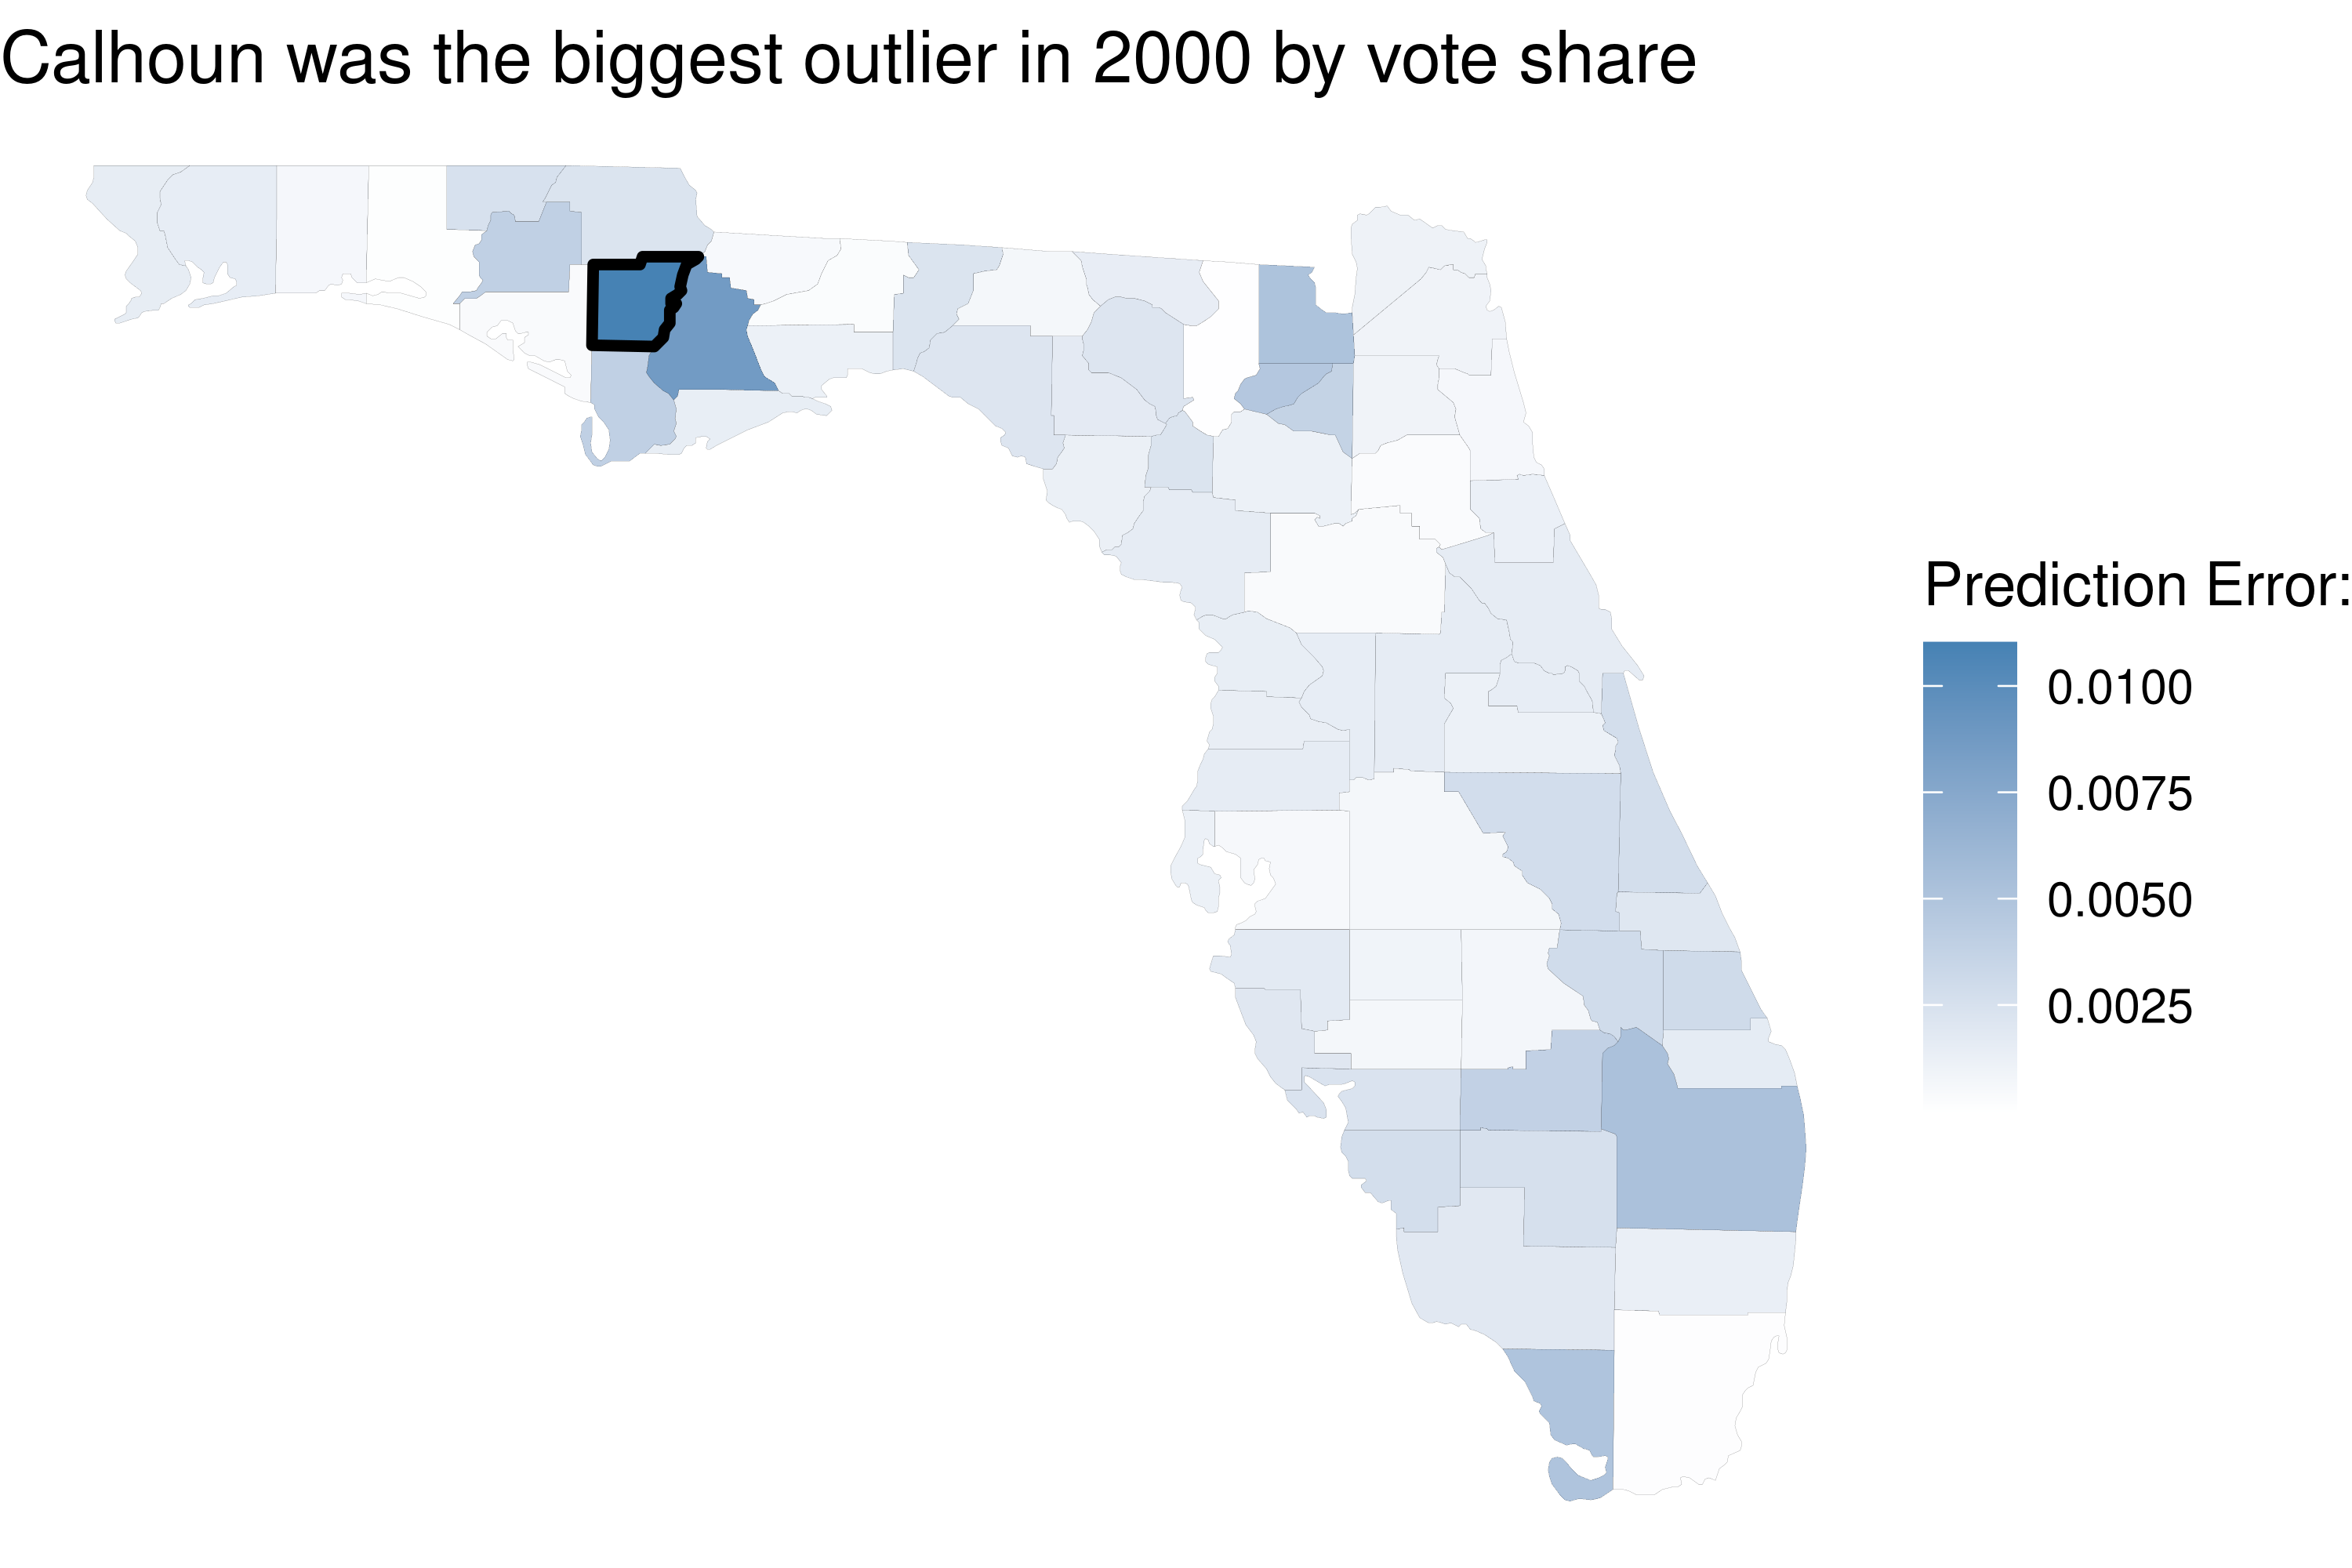 Calhoun was the biggest outlier in 2000 by vote share
Prediction Error:
0.0100
0.0075
0.0050
0.0025